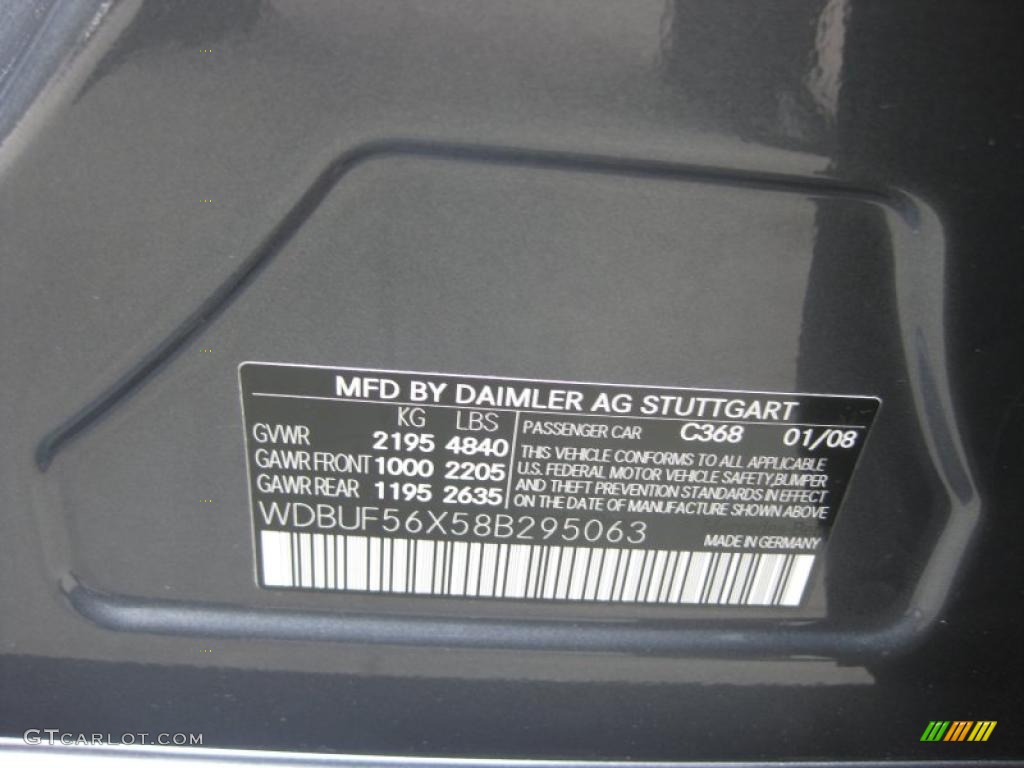 MFD BY DAIMLER AG STUTTGART
KG LBS
GVWR 2195 4840
GAWR FRONT 1000 2205
GAWR REAR 1195 2635
PASSENGER CAR C368 01/08
THIS VEHICLE CONFORMS TO ALL APPLICABLE
U.S. FEDERAL MOTOR VEHICLE SAFETY,BUMPER
AND THEFT PREVENTION STANDARDS IN EFFECT
ON THE DATE OF MANUFACTURE SHOWN ABOVE
WDBUF56X58B295063
MADE IN GERMANY
GTCARLOT.COM